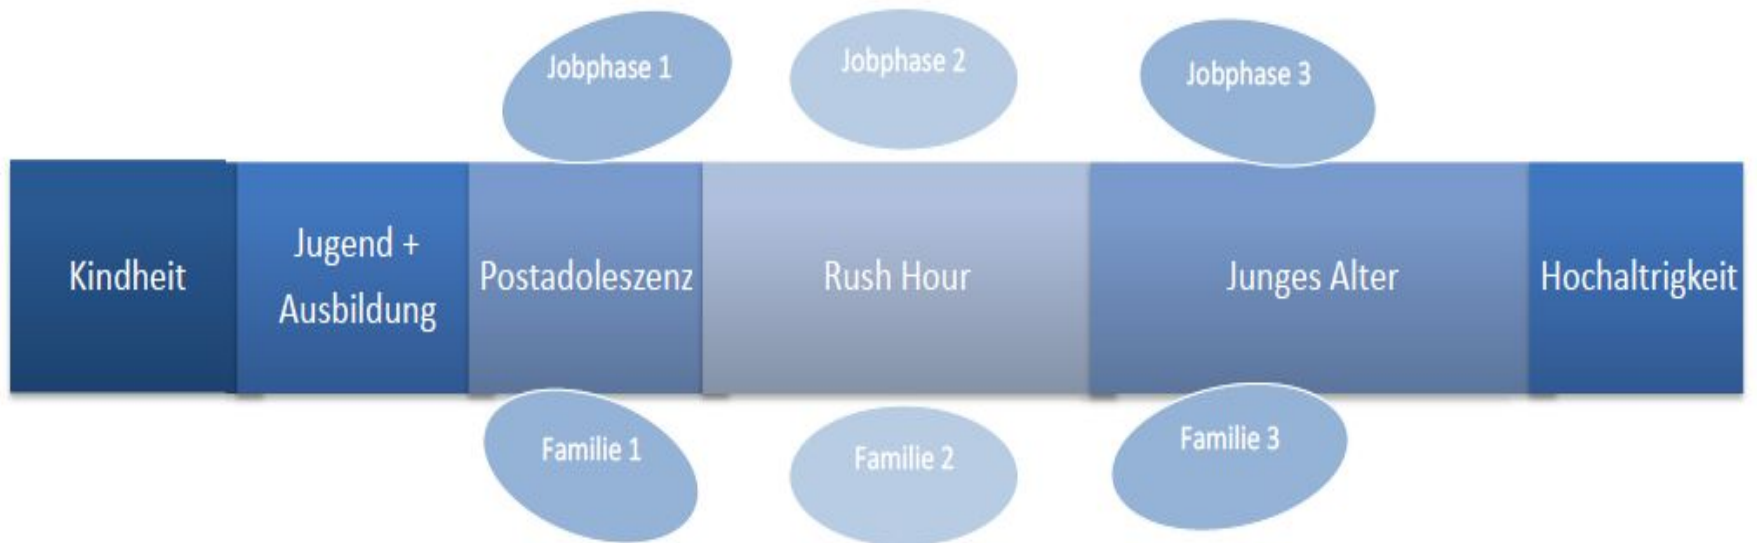 Jobphase 1
Jobphase 2
Jobphase 3
Kindheit
Jugend +
Ausbildung
Postadoleszenz
Rush Hour
Junges Alter
Hochaltrigkeit
Familie 1
Familie 2
Familie 3